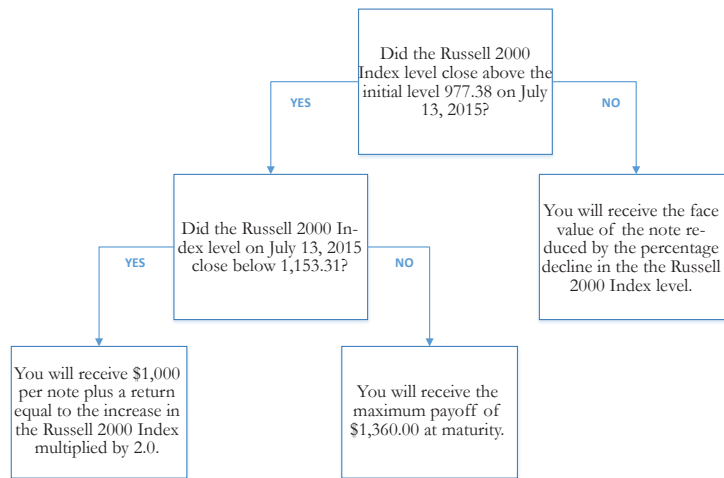 Did the Russell 2000
Index level close above the
initial level 977.38 on July
13, 2015?
YES
NO
Did the Russell 2000 In-
dex level on July 13, 2015
close below 1,153.31?
You will receive the face
value of the note re-
duced by the percentage
decline in the the Russell
2000 Index level.
YES
NO
You will receive $1,000
per note plus a return
equal to the increase in
the Russell 2000 Index
multiplied by 2.0.
You will receive the
maximum payoff of
$1,360.00 at maturity.